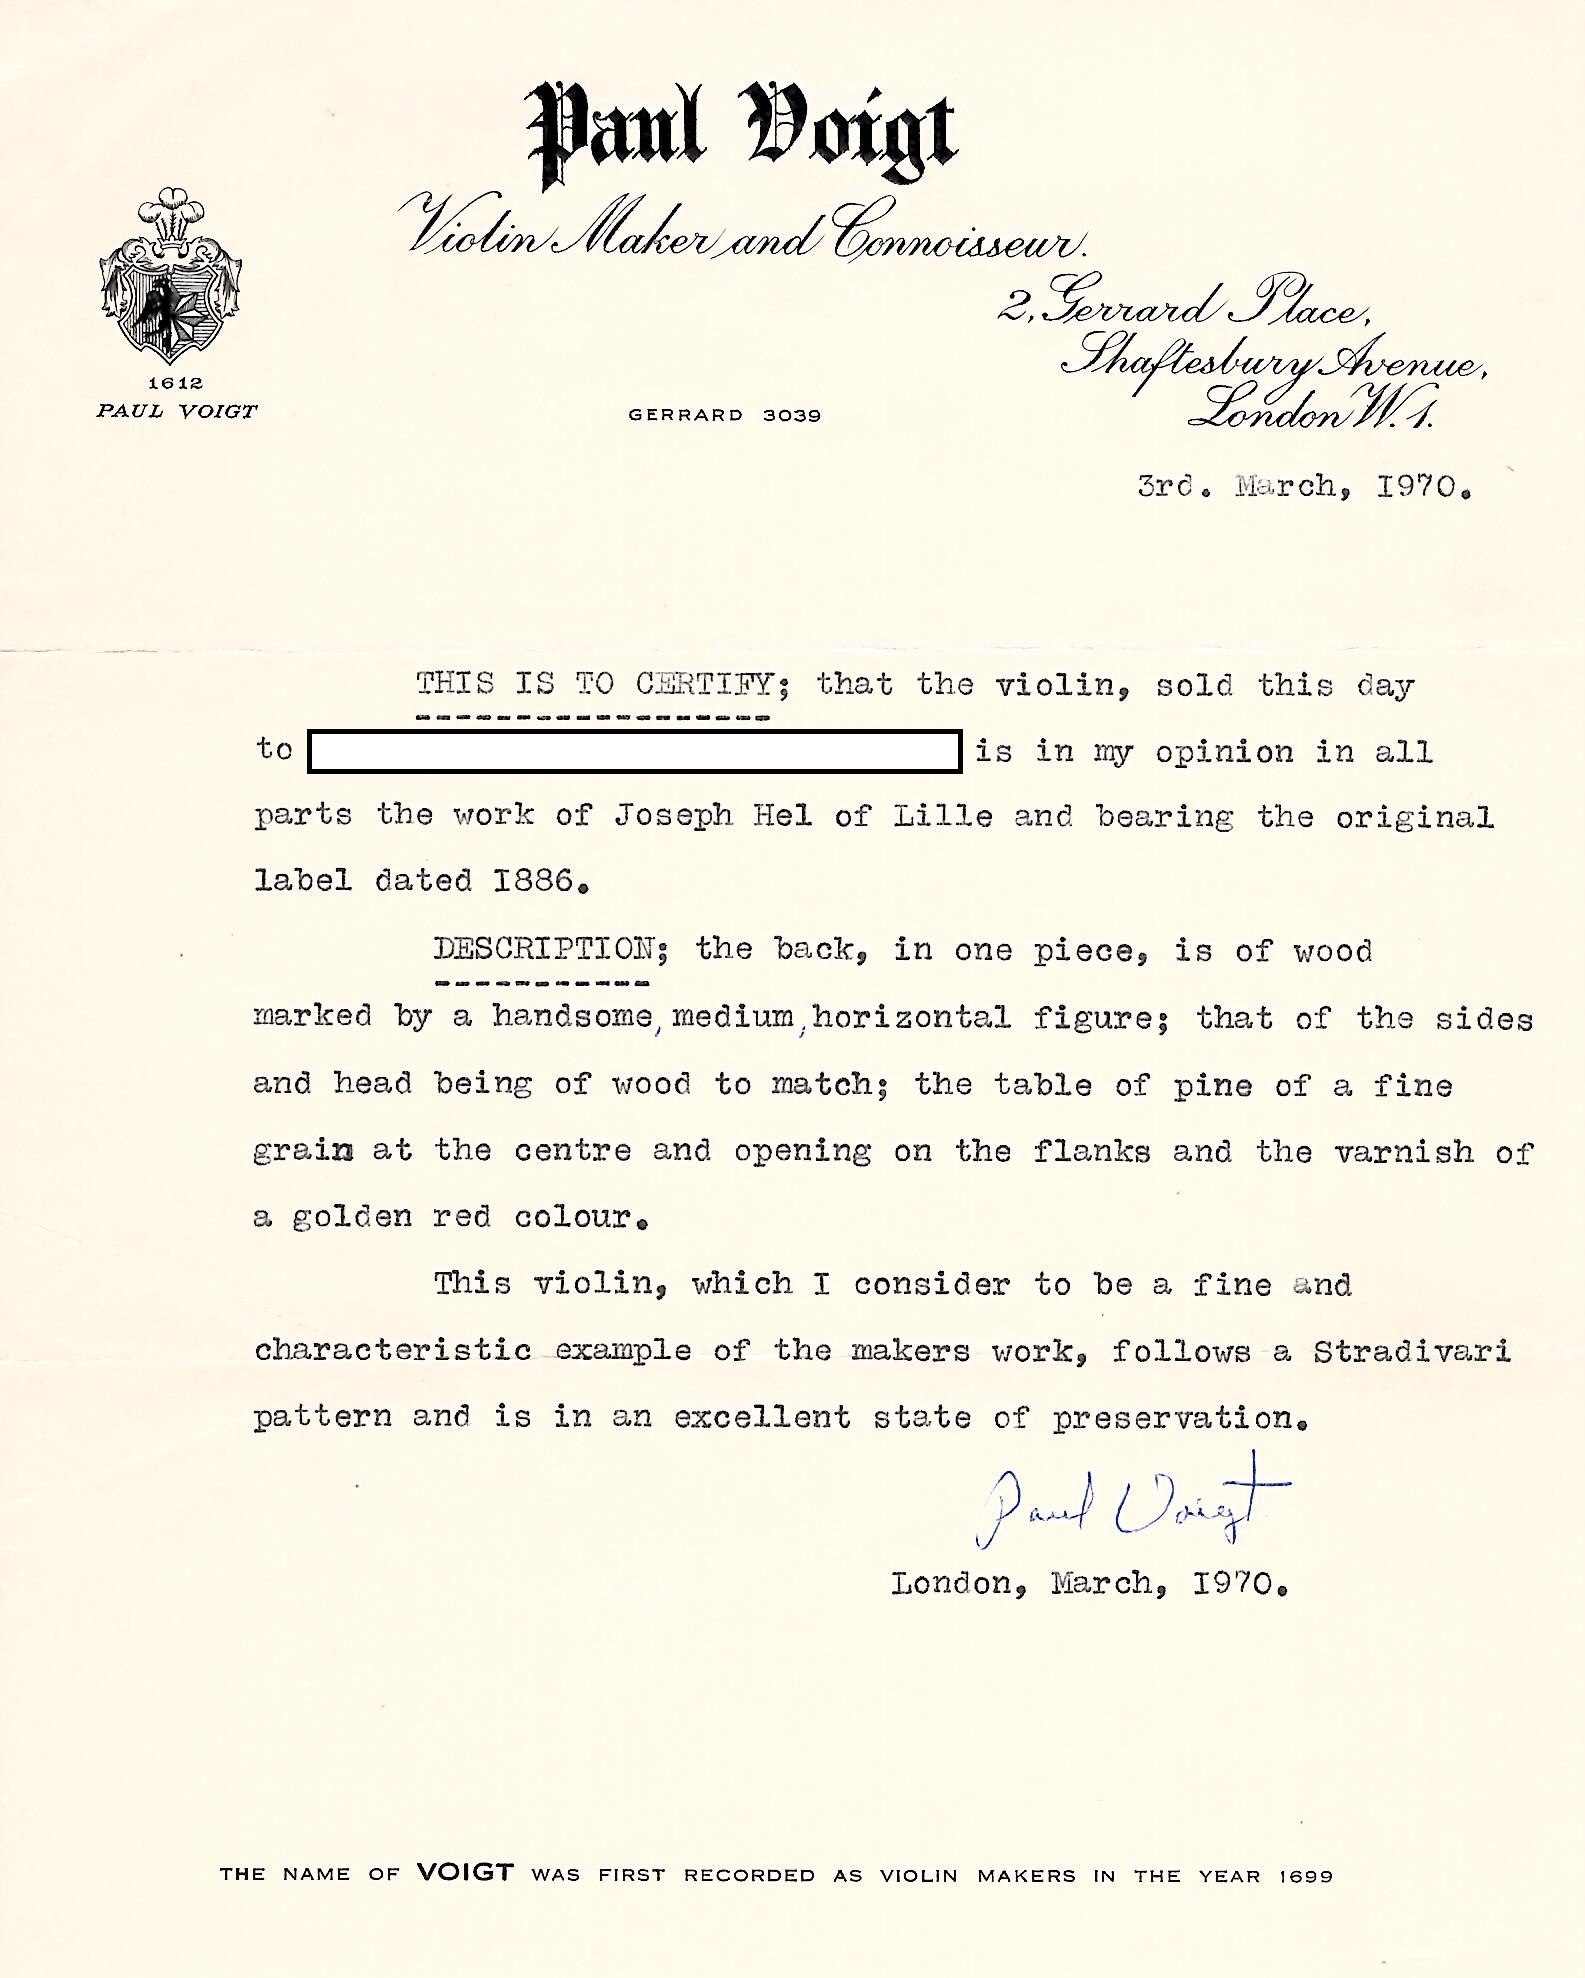 Paul Voigt
Violin Maker and Connoisseur.
2, Gerrard Place,
Shaftesbury Avenue,
London W. 1.
1612
PAUL VOIGT
GERRARD 3039
3rd. March, I970.
THIS IS TO CERTIFY; that the violin, sold this day
to is in my opinion in all
parts the work of Joseph Hel of Lille and bearing the original
label dated I886.
DESCRIPTION; the back, in one piece, is of wood
marked by a handsome, medium, horizontal figure; that of the sides
and head being of wood to match; the table of pine of a fine
grain at the centre and opening on the flanks and the varnish of
a golden red colour.
This violin, which I consider to be a fine and
characteristic example of the makers work, follows a Stradivari
pattern and is in an excellent state of preservation.
Paul Voigt
London, March, I970.
THE NAME OF VOIGT WAS FIRST RECORDED AS VIOLIN MAKERS IN THE YEAR 1699